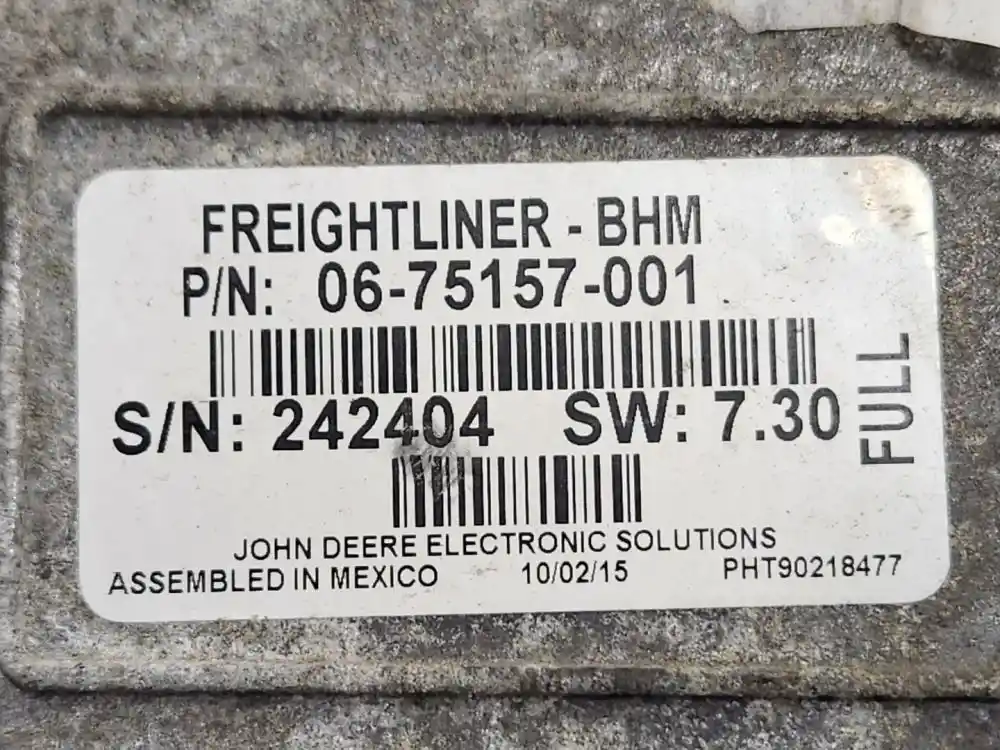 FREIGHTLINER - BHM
P/N: 06-75157-001
S/N: 242404 SW: 7.30
FULL
JOHN DEERE ELECTRONIC SOLUTIONS
ASSEMBLED IN MEXICO 10/02/15 PHT90218477